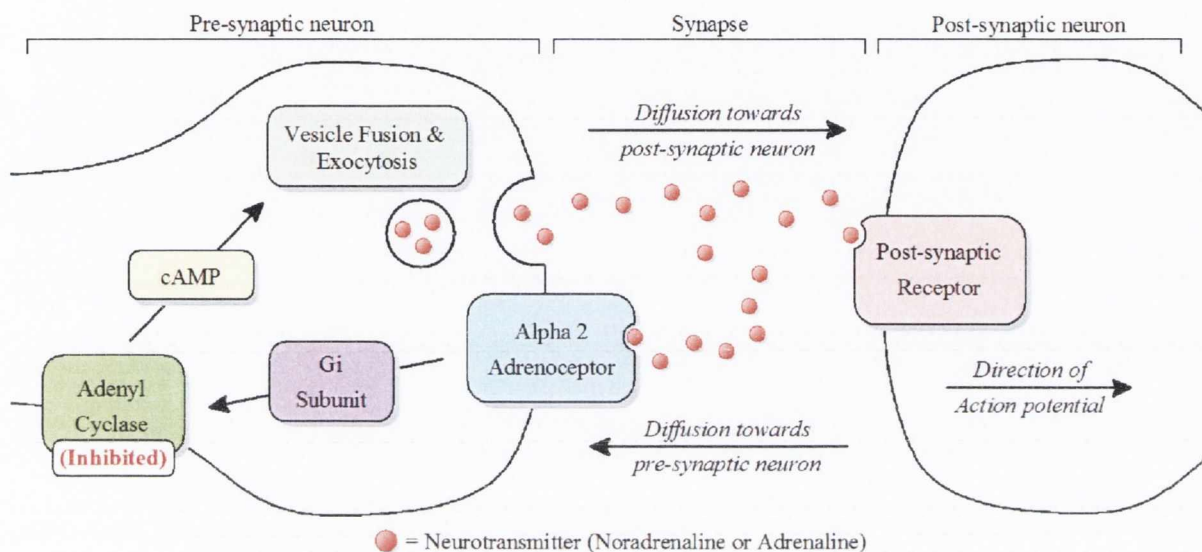 Pre-synaptic neuron
Synapse
Post-synaptic neuron
Vesicle Fusion &
Exocytosis
Diffusion towards
post-synaptic neuron
cAMP
Post-synaptic
Receptor
Alpha 2
Adrenoceptor
Gi
Subunit
Adenyl
Cyclase
(Inhibited)
Direction of
Action potential
Diffusion towards
pre-synaptic neuron
= Neurotransmitter (Noradrenaline or Adrenaline)